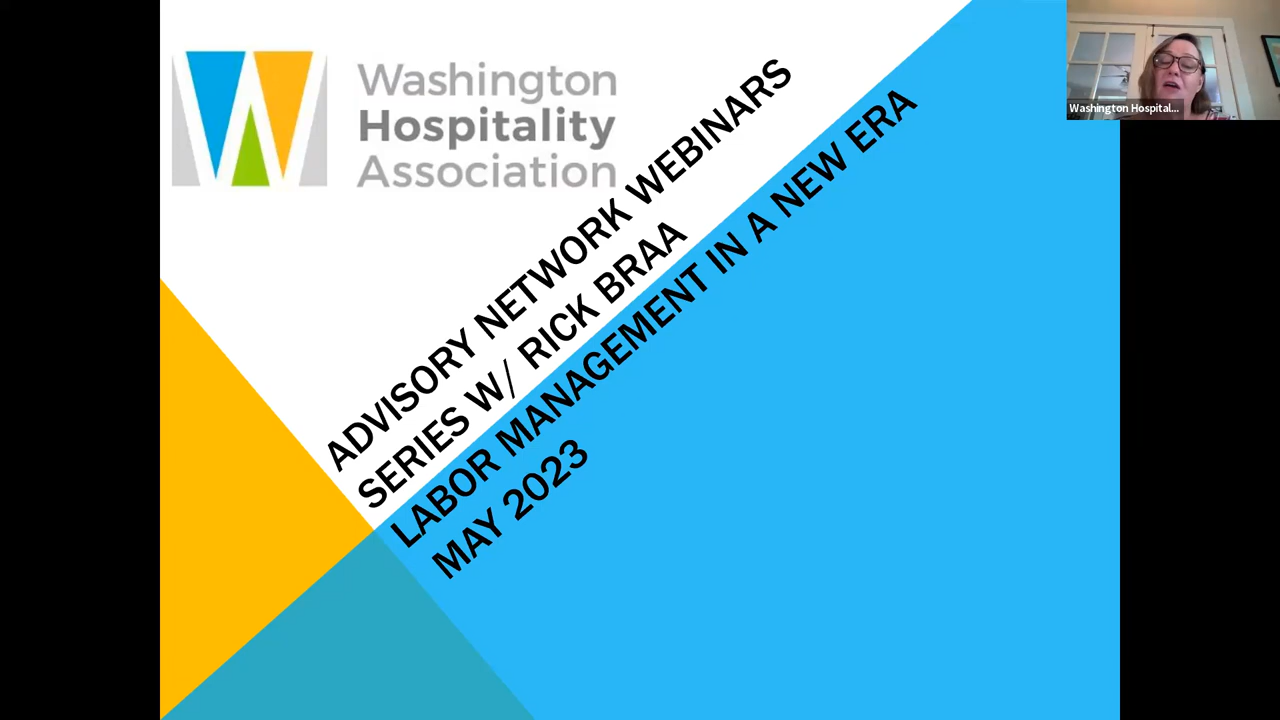 Washington
Hospitality
Association
ADVISORY NETWORK WEBINARS
SERIES W/ RICK BRAA
LABOR MANAGEMENT IN A NEW ERA
MAY 2023
Washington Hospital...